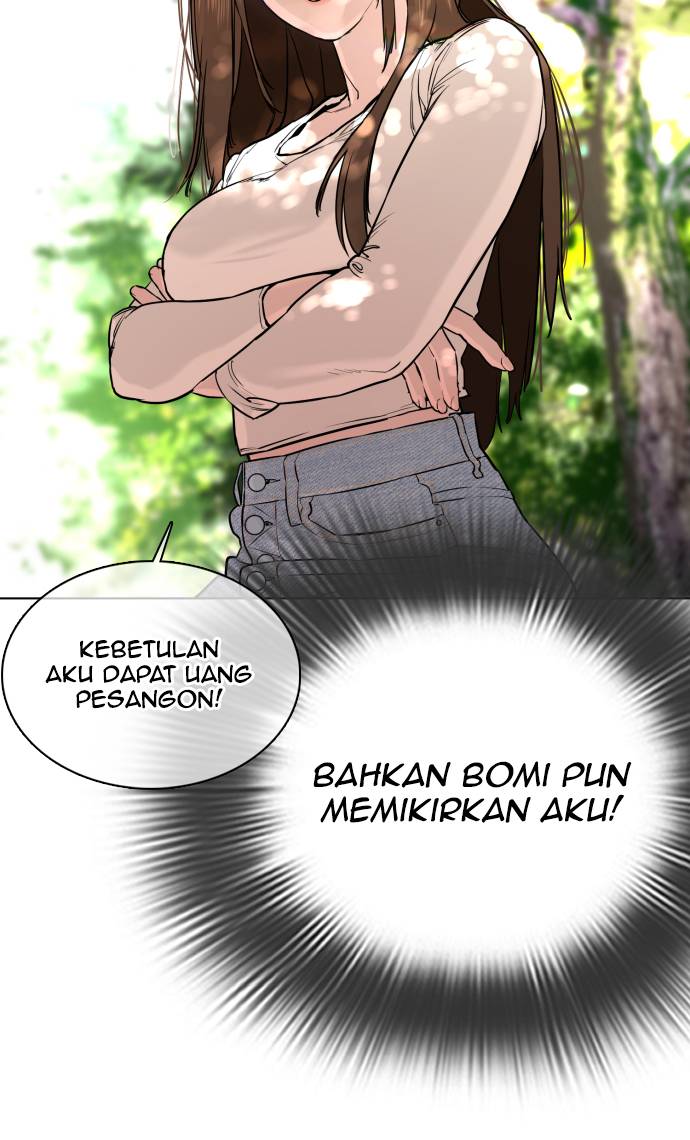 KEBETULAN
AKU DAPAT UANG
PESANGON!
BAHKAN BOMI PUN
MEMIKIRKAN AKU!